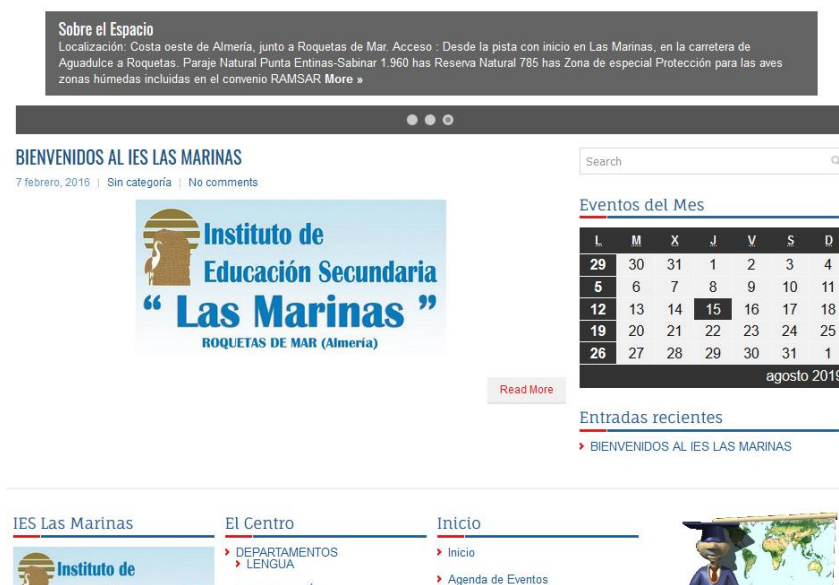 Sobre el Espacio
Localización: Costa oeste de Almería, junto a Roquetas de Mar. Acceso : Desde la pista con inicio en Las Marinas, en la carretera de
Aguadulce a Roquetas. Paraje Natural Punta Entinas-Sabinar 1.960 has Reserva Natural 785 has Zona de especial Protección para las aves
zonas húmedas incluidas en el convenio RAMSAR More »
BIENVENIDOS AL IES LAS MARINAS
7 febrero, 2016 | Sin categoría | No comments
Instituto de
Educación Secundaria
“ Las Marinas ”
ROQUETAS DE MAR (Almería)
Read More
Search
Eventos del Mes
L M X J V S D
29 30 31 1 2 3 4
5 6 7 8 9 10 11
12 13 14 15 16 17 18
19 20 21 22 23 24 25
26 27 28 29 30 31 1
agosto 2019
Entradas recientes
BIENVENIDOS AL IES LAS MARINAS
IES Las Marinas
Instituto de
El Centro
DEPARTAMENTOS
LENGUA
Inicio
Inicio
Agenda de Eventos